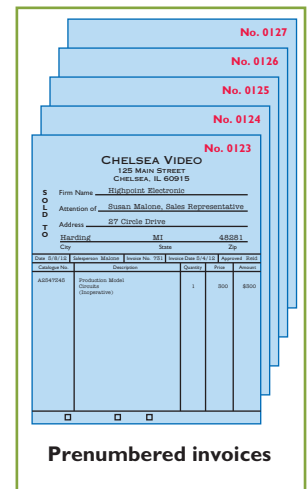 No. 0127
No. 0126
No. 0125
No. 0124
No. 0123
CHELSEA VIDEO
125 MAIN STREET
CHELSEA, IL 60915
SOLD TO
Firm Name Highpoint Electronic
Attention of Susan Malone, Sales Representative
Address 27 Circle Drive
Harding MI 48281
City State Zip
Date 5/8/12 Salesperson Malone Invoice No. 731 Invoice Date 5/4/12 Approved Reid
Catalogue No. Description Quantity Price Amount
A2547245 Production Model 1 300 $300
Circuits
(Inoperative)
Prenumbered invoices